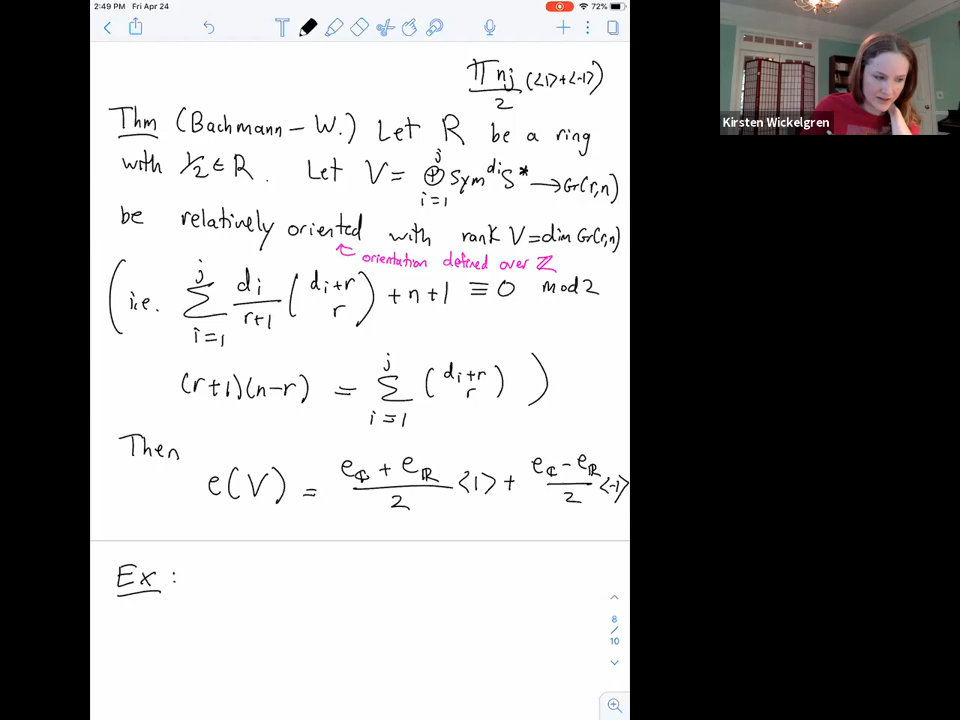 2:49 PM Fri Apr 24
72%
∏ n_j / 2 (⟨1⟩+⟨-1⟩)
Thm (Bachmann – W.) Let R be a ring
with 1/2 ∈ R. Let V = ⊕_{i=1}^{j} Sym^{d_i} S* → Gr(r,n)
be relatively oriented with rank V = dim Gr(r,n)
orientation defined over ℤ
(i.e. Σ_{i=1}^{j} d_i/(r+1) (d_i+r r) + n+1 ≡ 0 mod 2
(r+1)(n-r) = Σ_{i=1}^{j} (d_i+r r) )
Then
e(V) = (e_ℂ + e_ℝ)/2 ⟨1⟩ + (e_ℂ - e_ℝ)/2 ⟨-1⟩
Ex :
8
/
10
Kirsten Wickelgren